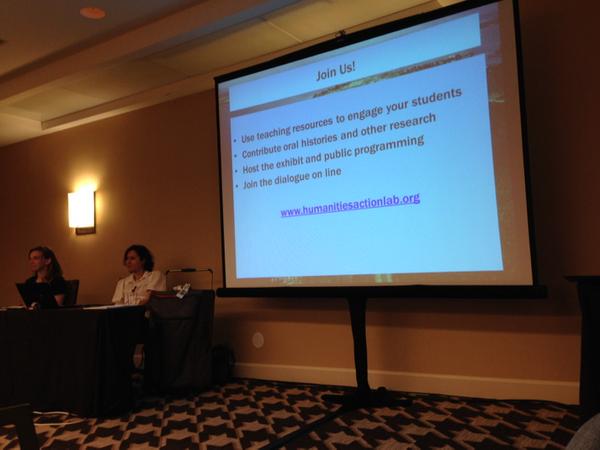 Join Us!
• Use teaching resources to engage your students
• Contribute oral histories and other research
• Host the exhibit and public programming
• Join the dialogue on line
www.humanitiesactionlab.org